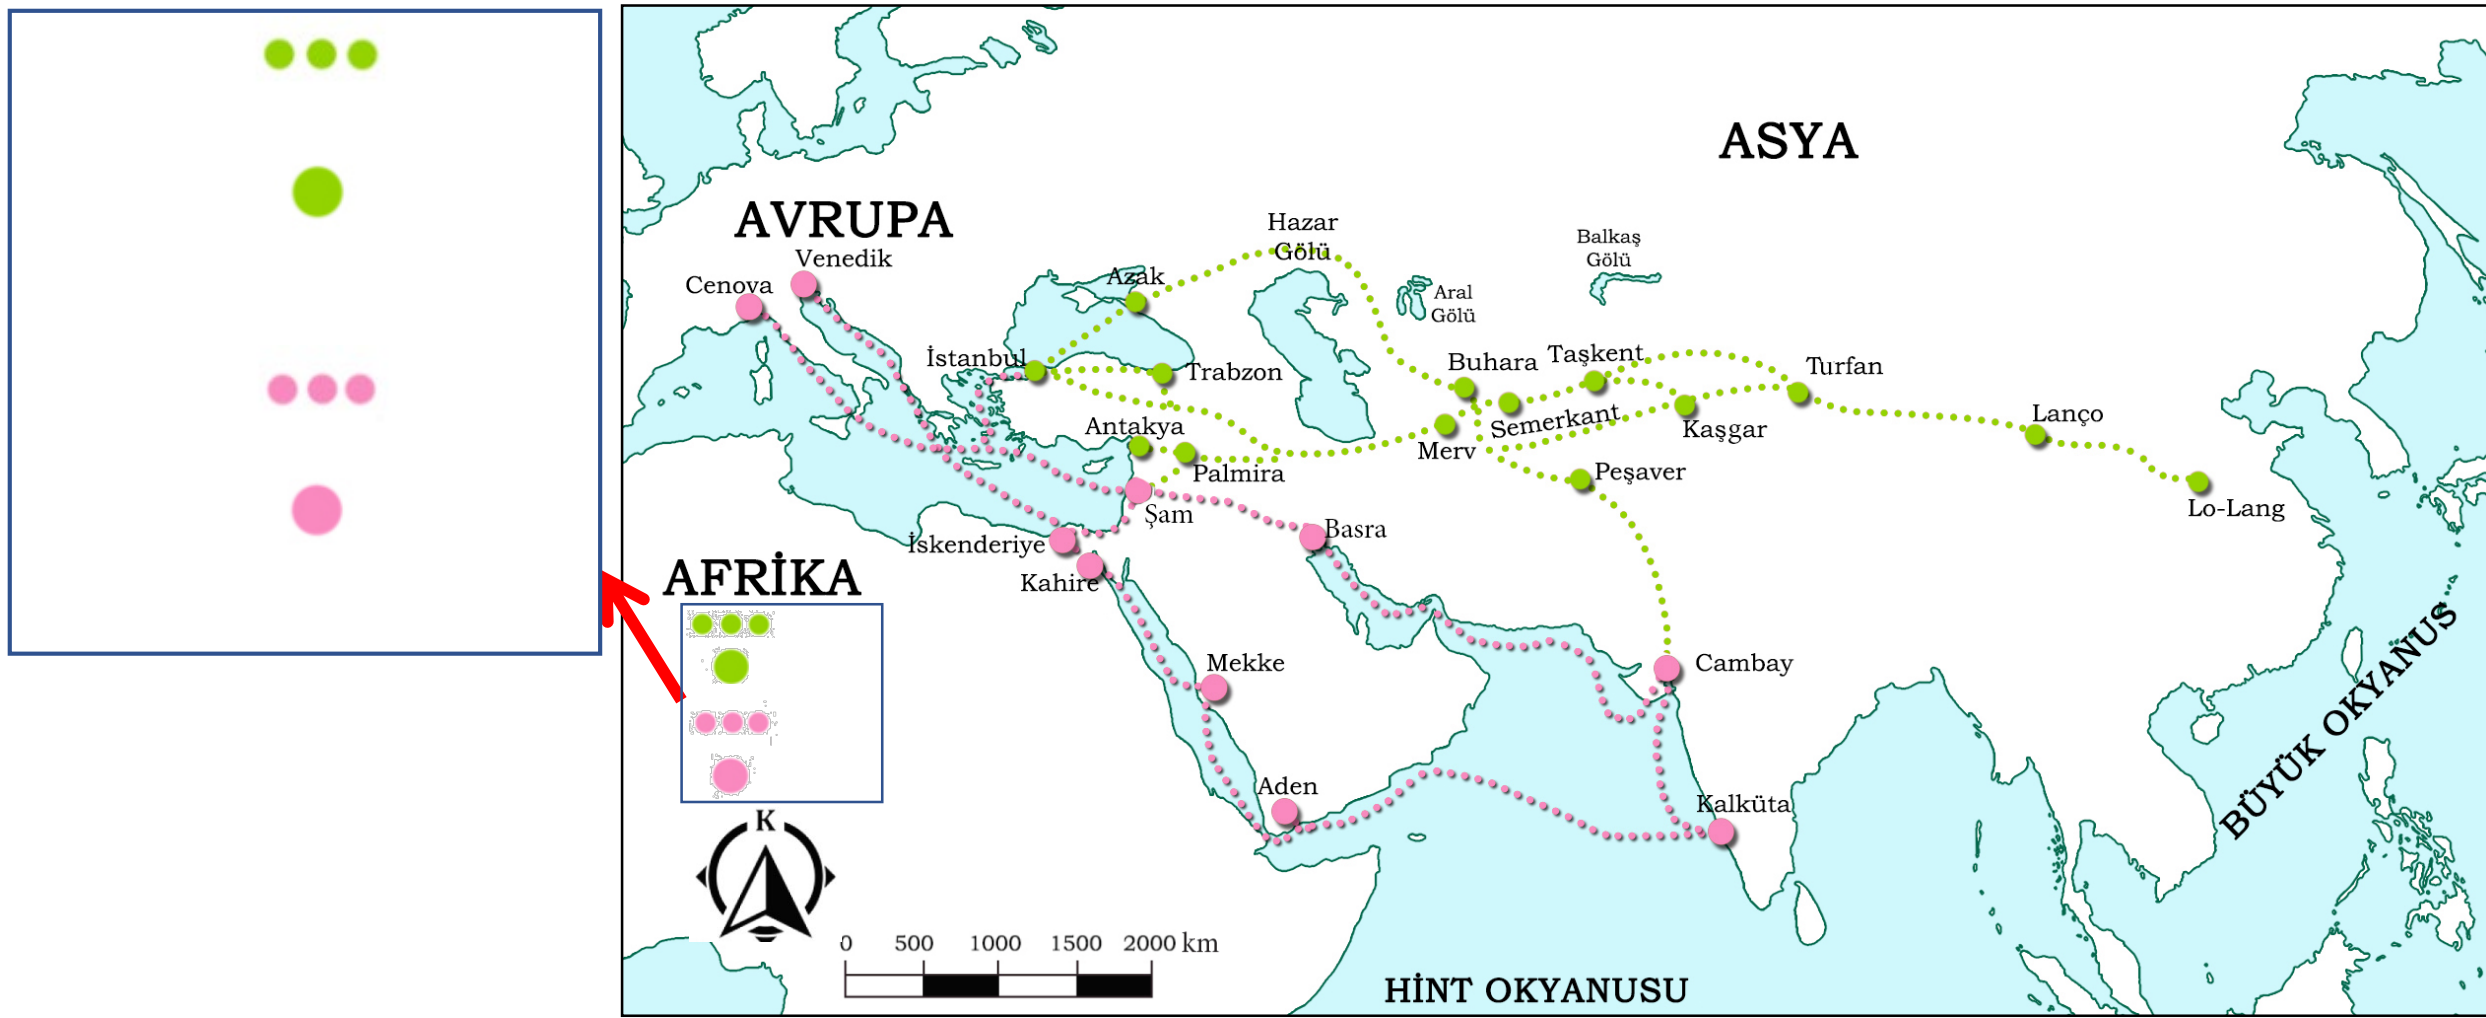 ASYA
AVRUPA
Hazar
Gölü
Balkaş
Gölü
Venedik
Cenova
Azak
Aral
Gölü
İstanbul
Trabzon
Buhara
Taşkent
Turfan
Semerkant
Lanço
Antakya
Kaşgar
Merv
Palmira
Peşaver
Lo-Lang
Şam
Basra
İskenderiye
Kahire
AFRİKA
Mekke
Cambay
BÜYÜK OKYANUS
Aden
Kalküta
K
0 500 1000 1500 2000 km
HİNT OKYANUSU